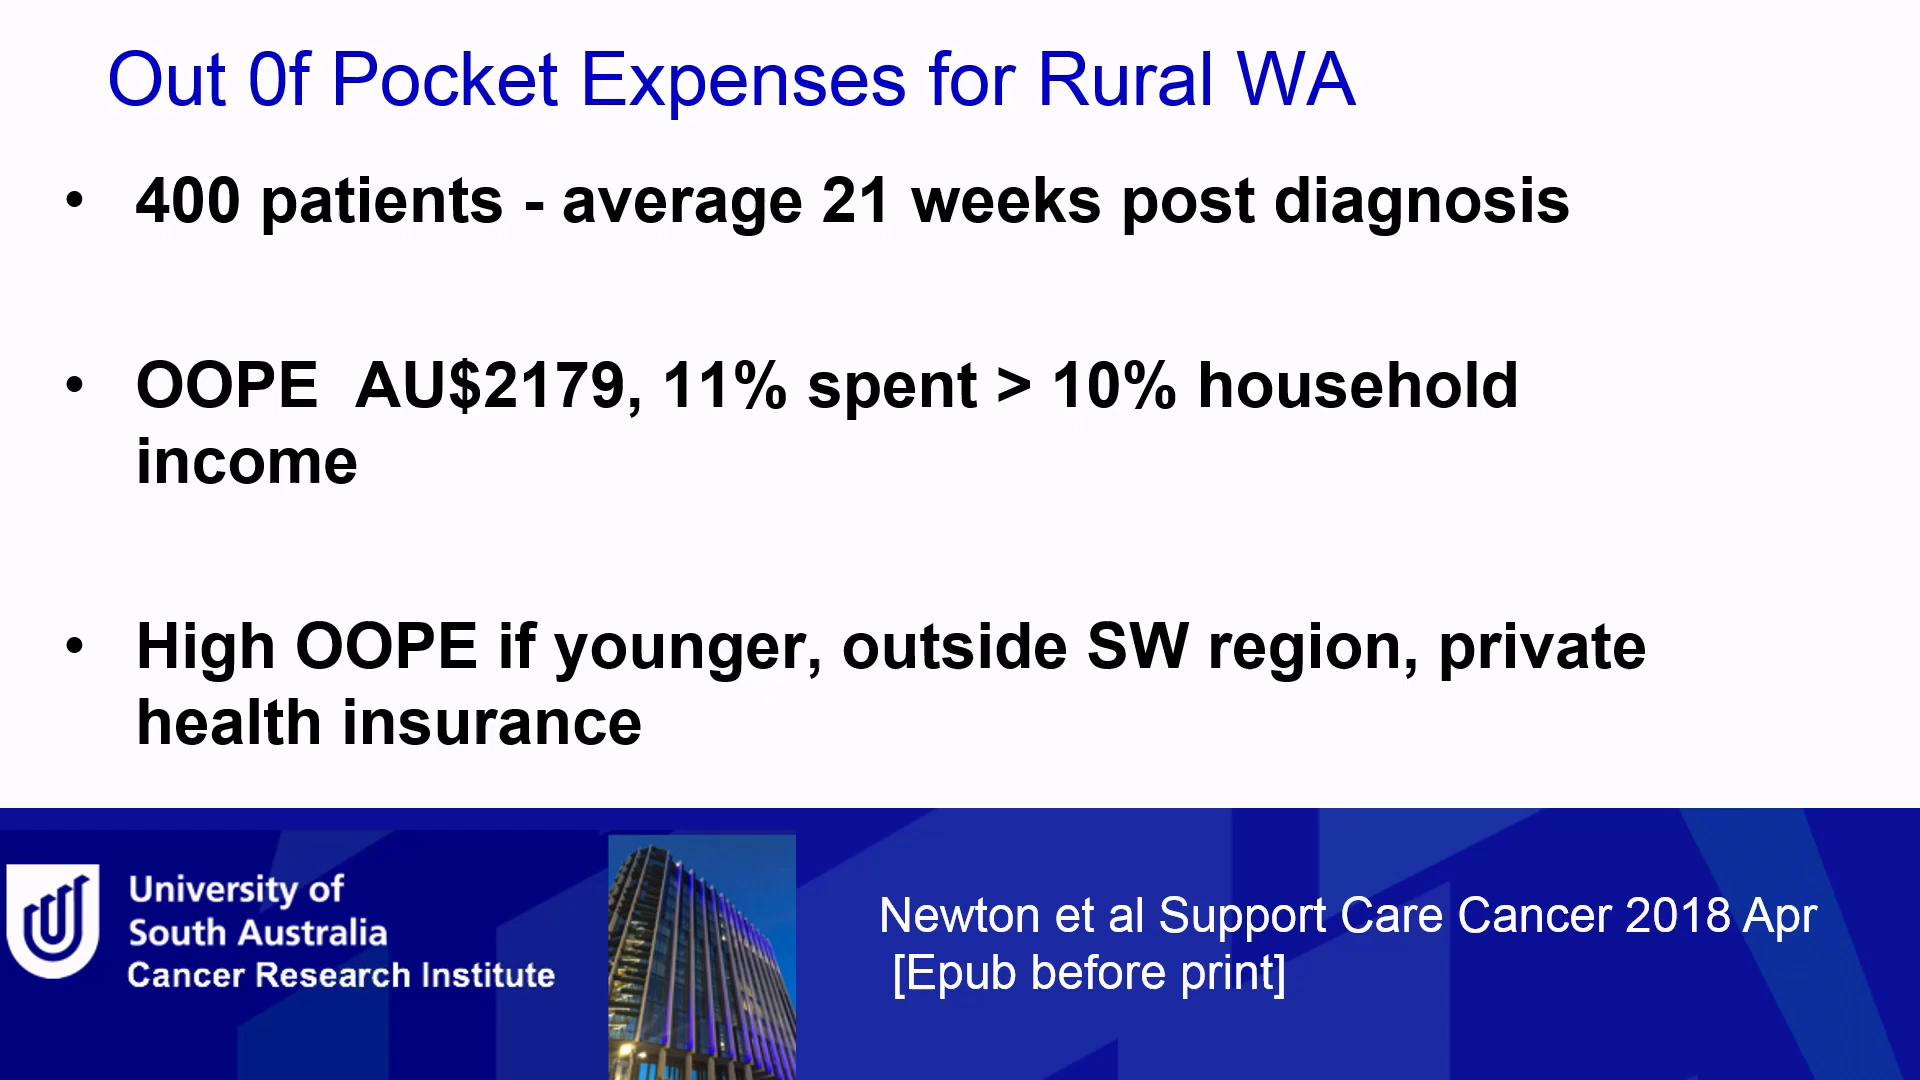 Out 0f Pocket Expenses for Rural WA
• 400 patients - average 21 weeks post diagnosis
• OOPE  AU$2179, 11% spent > 10% household
income
• High OOPE if younger, outside SW region, private
health insurance
University of
South Australia
Cancer Research Institute
Newton et al Support Care Cancer 2018 Apr
[Epub before print]